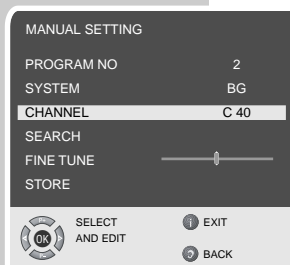 MANUAL SETTING
PROGRAM NO 2
SYSTEM BG
CHANNEL C 40
SEARCH
FINE TUNE
STORE
OK
SELECT
AND EDIT
i EXIT
BACK